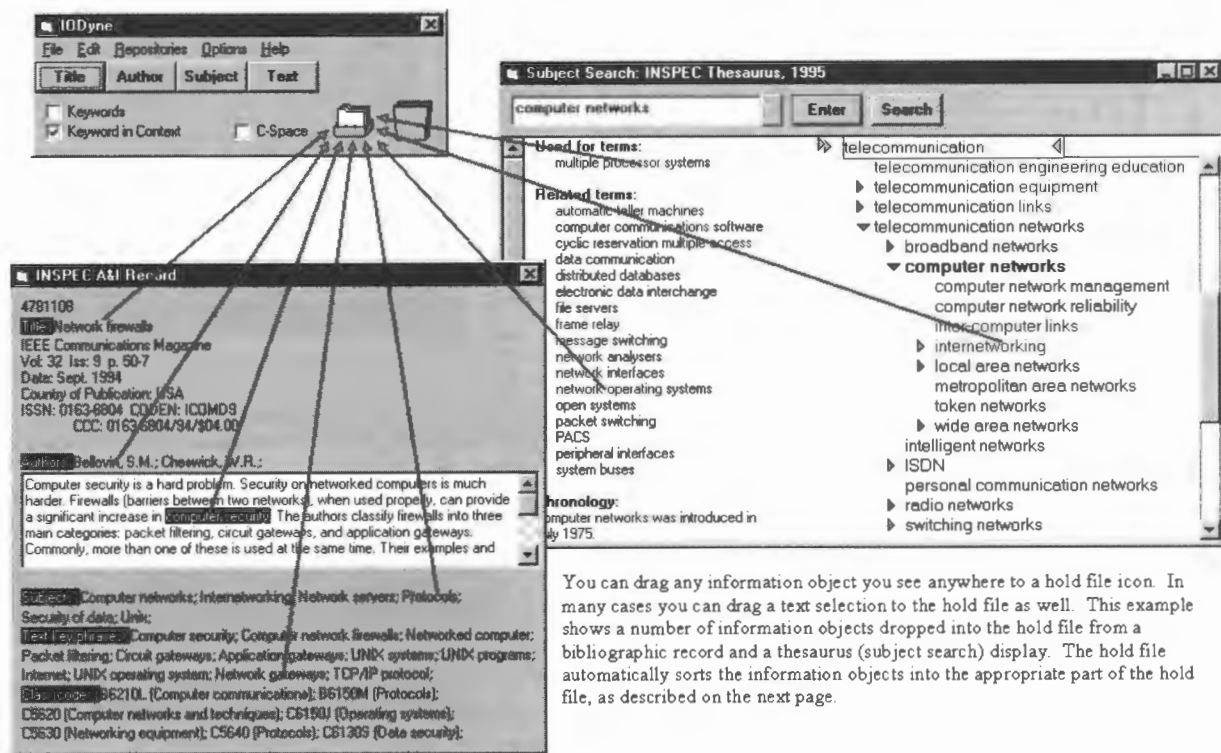 IODyne
File Edit Repositories Options Help
Title Author Subject Text
Keywords
Keyword in Context
C-Space
Subject Search: INSPEC Thesaurus, 1995
computer networks
Enter Search
Used for terms:
multiple processor systems
Related terms:
automatic teller machines
computer communications software
cyclic reservation multiple access
data communication
distributed databases
electronic data interchange
file servers
frame relay
message switching
network analysers
network interfaces
network operating systems
open systems
packet switching
PACS
peripheral interfaces
system buses
Chronology:
computer networks was introduced in
July 1975.
telecommunication
telecommunication engineering education
telecommunication equipment
telecommunication links
telecommunication networks
broadband networks
computer networks
computer network management
computer network reliability
inter-computer links
internetworking
local area networks
metropolitan area networks
token networks
wide area networks
intelligent networks
ISDN
personal communication networks
radio networks
switching networks
INSPEC A&I Record
4781108
Title: Network firewalls
IEEE Communications Magazine
Vol: 32 Iss: 9 p. 50-7
Date: Sept. 1994
Country of Publication: USA
ISSN: 0163-6804 CODEN: ICOMD9
CCC: 0163-6804/94/$04.00
Authors: Bellovin, S.M.; Cheswick, W.R.;
Computer security is a hard problem. Security on networked computers is much
harder. Firewalls (barriers between two networks), when used properly, can provide
a significant increase in computer security. The authors classify firewalls into three
main categories: packet filtering, circuit gateways, and application gateways.
Commonly, more than one of these is used at the same time. Their examples and
Subjects: Computer networks; Internetworking; Network servers; Protocols;
Security of data; Unix;
Text key phrases: Computer security; Computer network firewalls; Networked computer;
Packet filtering; Circuit gateways; Application gateways; UNIX systems; UNIX programs;
Internet; UNIX operating system; Network gateways; TCP/IP protocol;
Class codes: B6210L (Computer communications); B6150M (Protocols);
C5620 (Computer networks and techniques); C6150J (Operating systems);
C5630 (Networking equipment); C5640 (Protocols); C6130S (Data security);
You can drag any information object you see anywhere to a hold file icon. In
many cases you can drag a text selection to the hold file as well. This example
shows a number of information objects dropped into the hold file from a
bibliographic record and a thesaurus (subject search) display. The hold file
automatically sorts the information objects into the appropriate part of the hold
file, as described on the next page.